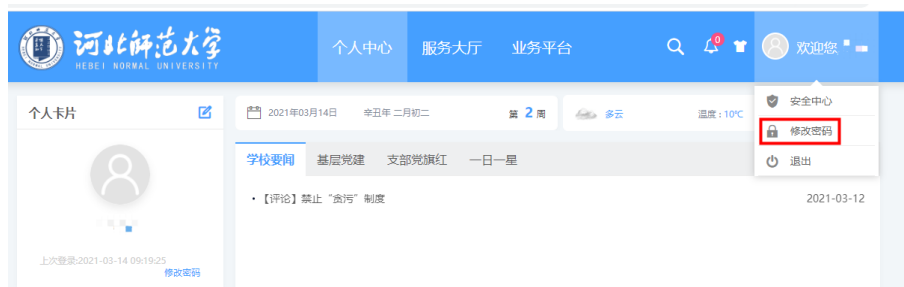 河北师范大学
HEBEI NORMAL UNIVERSITY
个人中心 服务大厅 业务平台
0
欢迎您
安全中心
修改密码
退出
个人卡片
上次登录:2021-03-14 09:19:25
修改密码
2021年03月14日 辛丑年 二月初二 第 2 周
多云 温度 : 10℃
学校要闻 基层党建 支部党旗红 一日一星
• 【评论】禁止“贪污”制度 2021-03-12